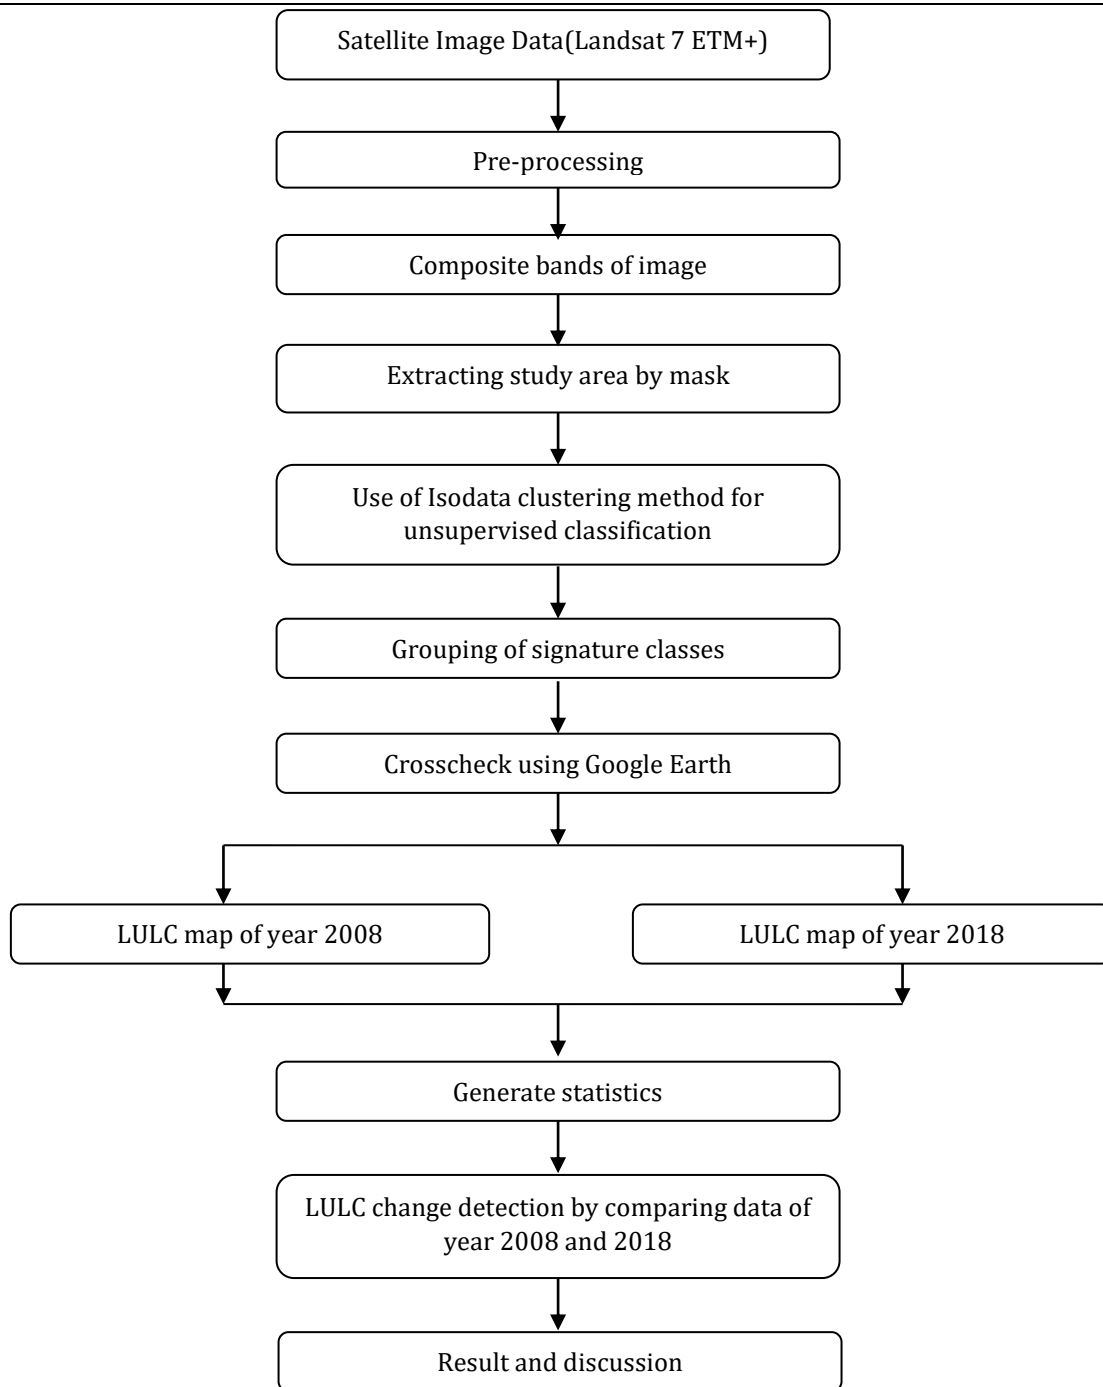 Satellite Image Data(Landsat 7 ETM+)
Pre-processing
Composite bands of image
Extracting study area by mask
Use of Isodata clustering method for
unsupervised classification
Grouping of signature classes
Crosscheck using Google Earth
LULC map of year 2008
LULC map of year 2018
Generate statistics
LULC change detection by comparing data of
year 2008 and 2018
Result and discussion